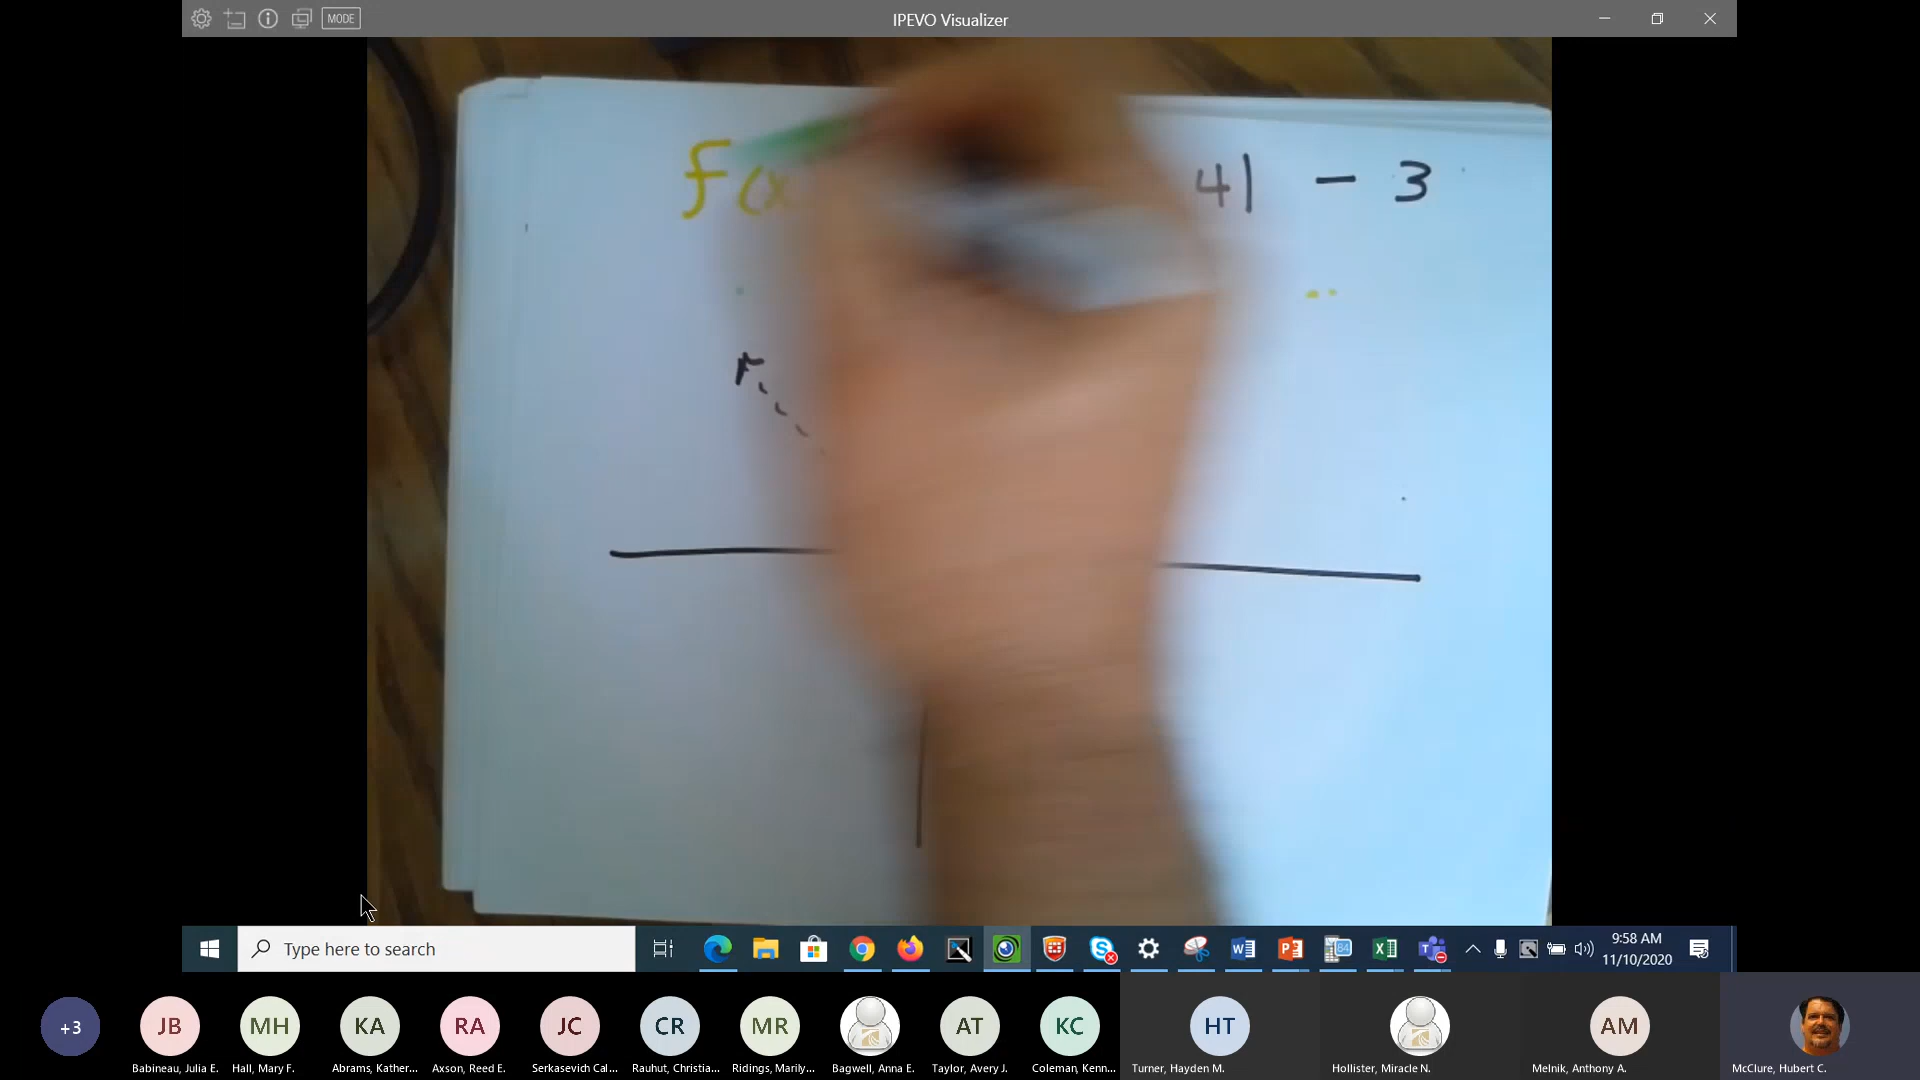 MODE
IPEVO Visualizer
f(x 4| - 3
Type here to search
9:58 AM
11/10/2020
+3
JB
MH
KA
RA
JC
CR
MR
AT
KC
HT
AM
Babineau, Julia E.
Hall, Mary F.
Abrams, Kather...
Axson, Reed E.
Serkasevich Cal...
Rauhut, Christia...
Ridings, Marily...
Bagwell, Anna E.
Taylor, Avery J.
Coleman, Kenn...
Turner, Hayden M.
Hollister, Miracle N.
Melnik, Anthony A.
McClure, Hubert C.